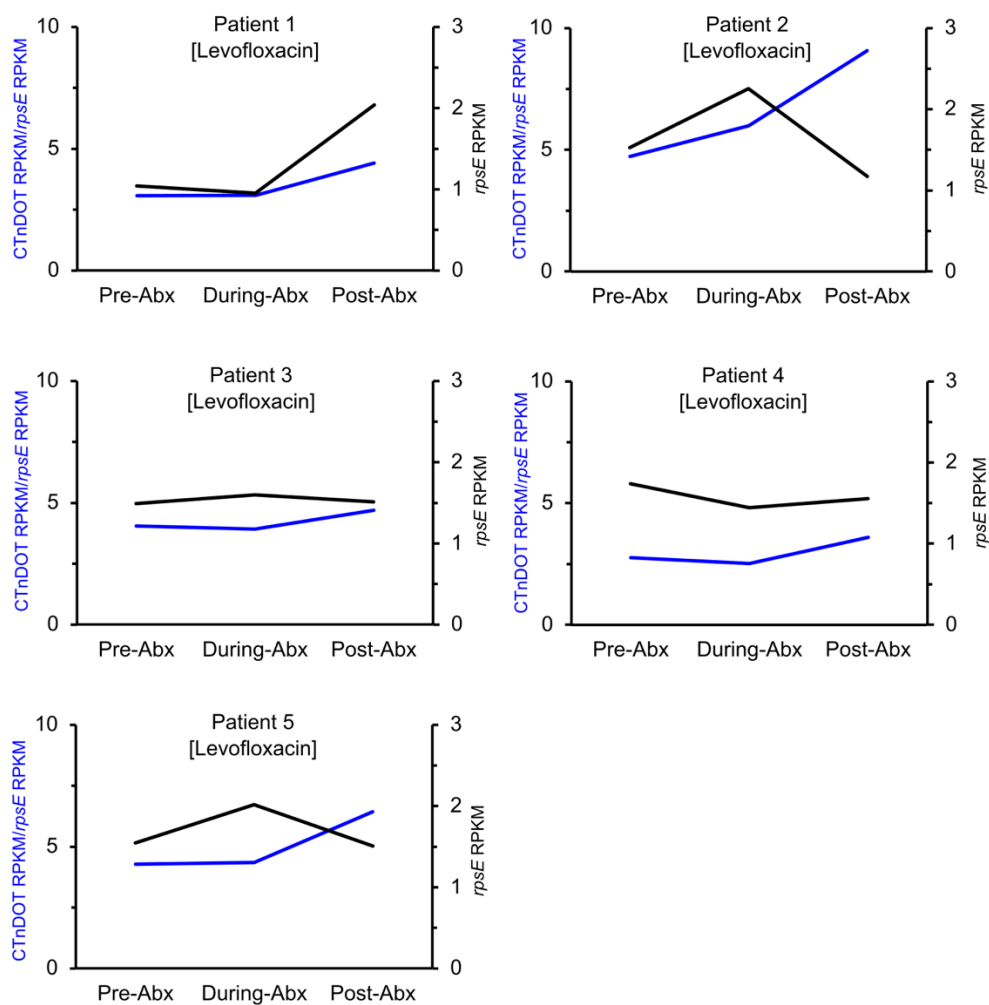 Patient 1
[Levofloxacin]
10
5
0
CTnDOT RPKM/rpsE RPKM
3
2
1
0
rpsE RPKM
Pre-Abx During-Abx Post-Abx
Patient 2
[Levofloxacin]
10
5
0
CTnDOT RPKM/rpsE RPKM
3
2
1
0
rpsE RPKM
Pre-Abx During-Abx Post-Abx
Patient 3
[Levofloxacin]
10
5
0
CTnDOT RPKM/rpsE RPKM
3
2
1
0
rpsE RPKM
Pre-Abx During-Abx Post-Abx
Patient 4
[Levofloxacin]
10
5
0
CTnDOT RPKM/rpsE RPKM
3
2
1
0
rpsE RPKM
Pre-Abx During-Abx Post-Abx
Patient 5
[Levofloxacin]
10
5
0
CTnDOT RPKM/rpsE RPKM
3
2
1
0
rpsE RPKM
Pre-Abx During-Abx Post-Abx